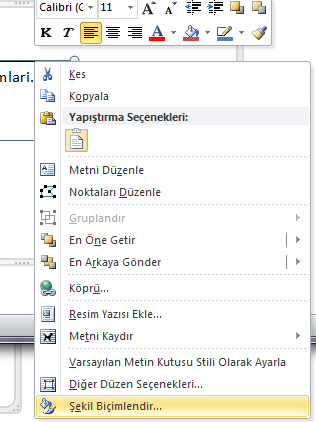 Calibri (C 11 A A
K T A
mlari.
Kes
Kopyala
Yapıştırma Seçenekleri:
Metni Düzenle
Noktaları Düzenle
Gruplandır
En Öne Getir
En Arkaya Gönder
Köprü...
Resim Yazısı Ekle...
Metni Kaydır
Varsayılan Metin Kutusu Stili Olarak Ayarla
Diğer Düzen Seçenekleri...
Şekil Biçimlendir...